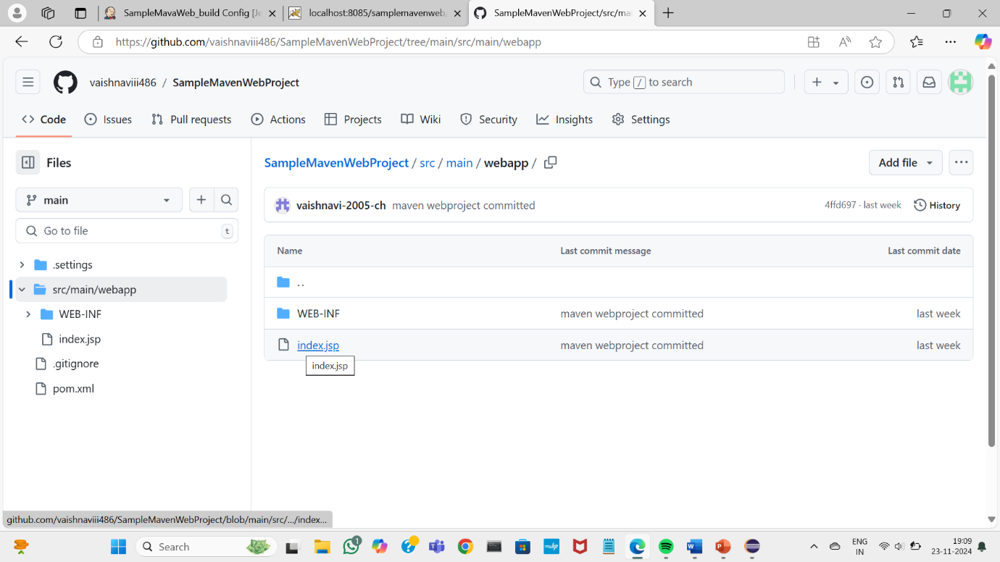 SampleMavaWeb_build Config [Je
localhost:8085/samplemavenweb/
SampleMavenWebProject/src/mai
https://github.com/vaishnaviii486/SampleMavenWebProject/tree/main/src/main/webapp
vaishnaviii486 / SampleMavenWebProject
Type / to search
Code Issues Pull requests Actions Projects Wiki Security Insights Settings
Files
SampleMavenWebProject / src / main / webapp /
Add file
main
vaishnavi-2005-ch maven webproject committed
4ffd697 · last week
History
Go to file
t
Name Last commit message Last commit date
.settings
..
src/main/webapp
WEB-INF
WEB-INF maven webproject committed last week
index.jsp
index.jsp maven webproject committed last week
index.jsp
.gitignore
pom.xml
github.com/vaishnaviii486/SampleMavenWebProject/blob/main/src/.../index...
Search
1
myhp
ENG
IN
19:09
23-11-2024